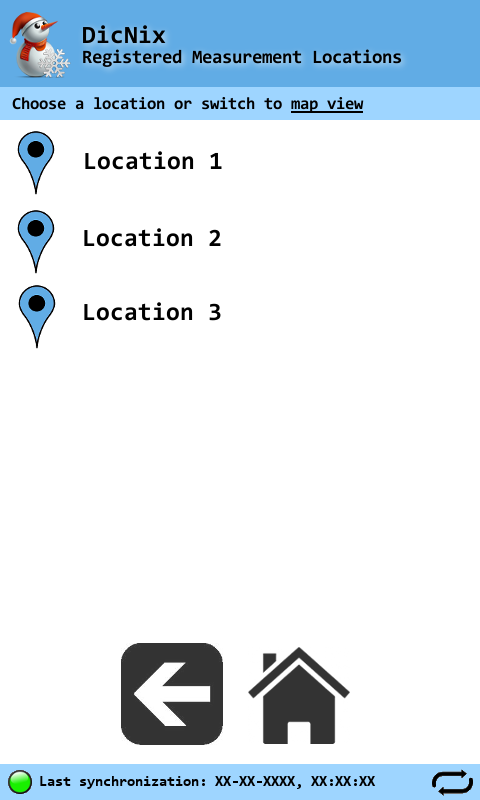 DicNix
Registered Measurement Locations
Choose a location or switch to map view
Location 1
Location 2
Location 3
Last synchronization: XX-XX-XXXX, XX:XX:XX